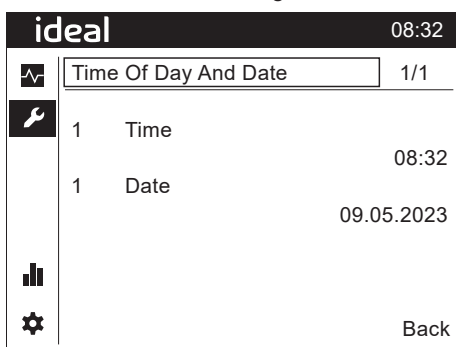 ideal 08:32
Time Of Day And Date 1/1
1 Time
08:32
1 Date
09.05.2023
Back